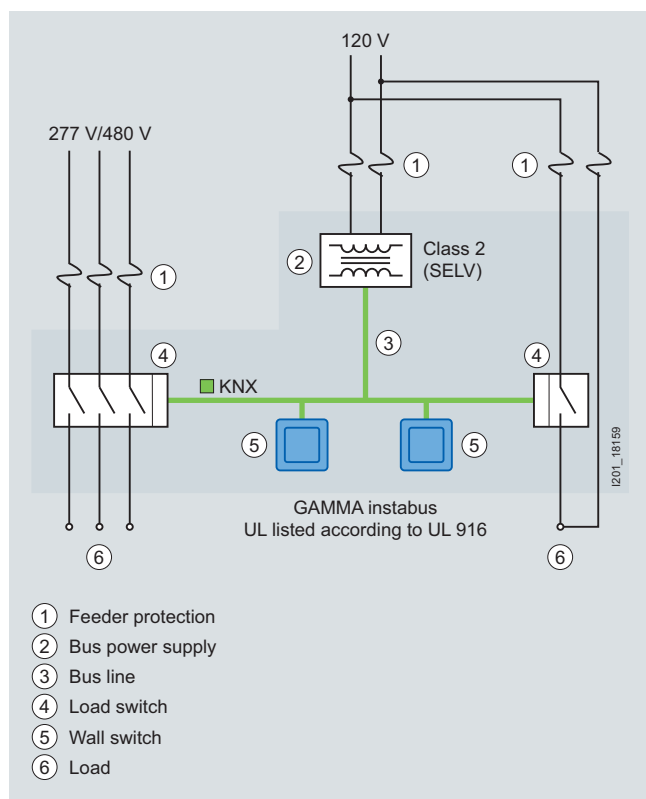 120 V
277 V/480 V
1
1
1
2
Class 2
(SELV)
3
4
4
KNX
5
5
I201_18159
GAMMA instabus
UL listed according to UL 916
6
6
1 Feeder protection
2 Bus power supply
3 Bus line
4 Load switch
5 Wall switch
6 Load